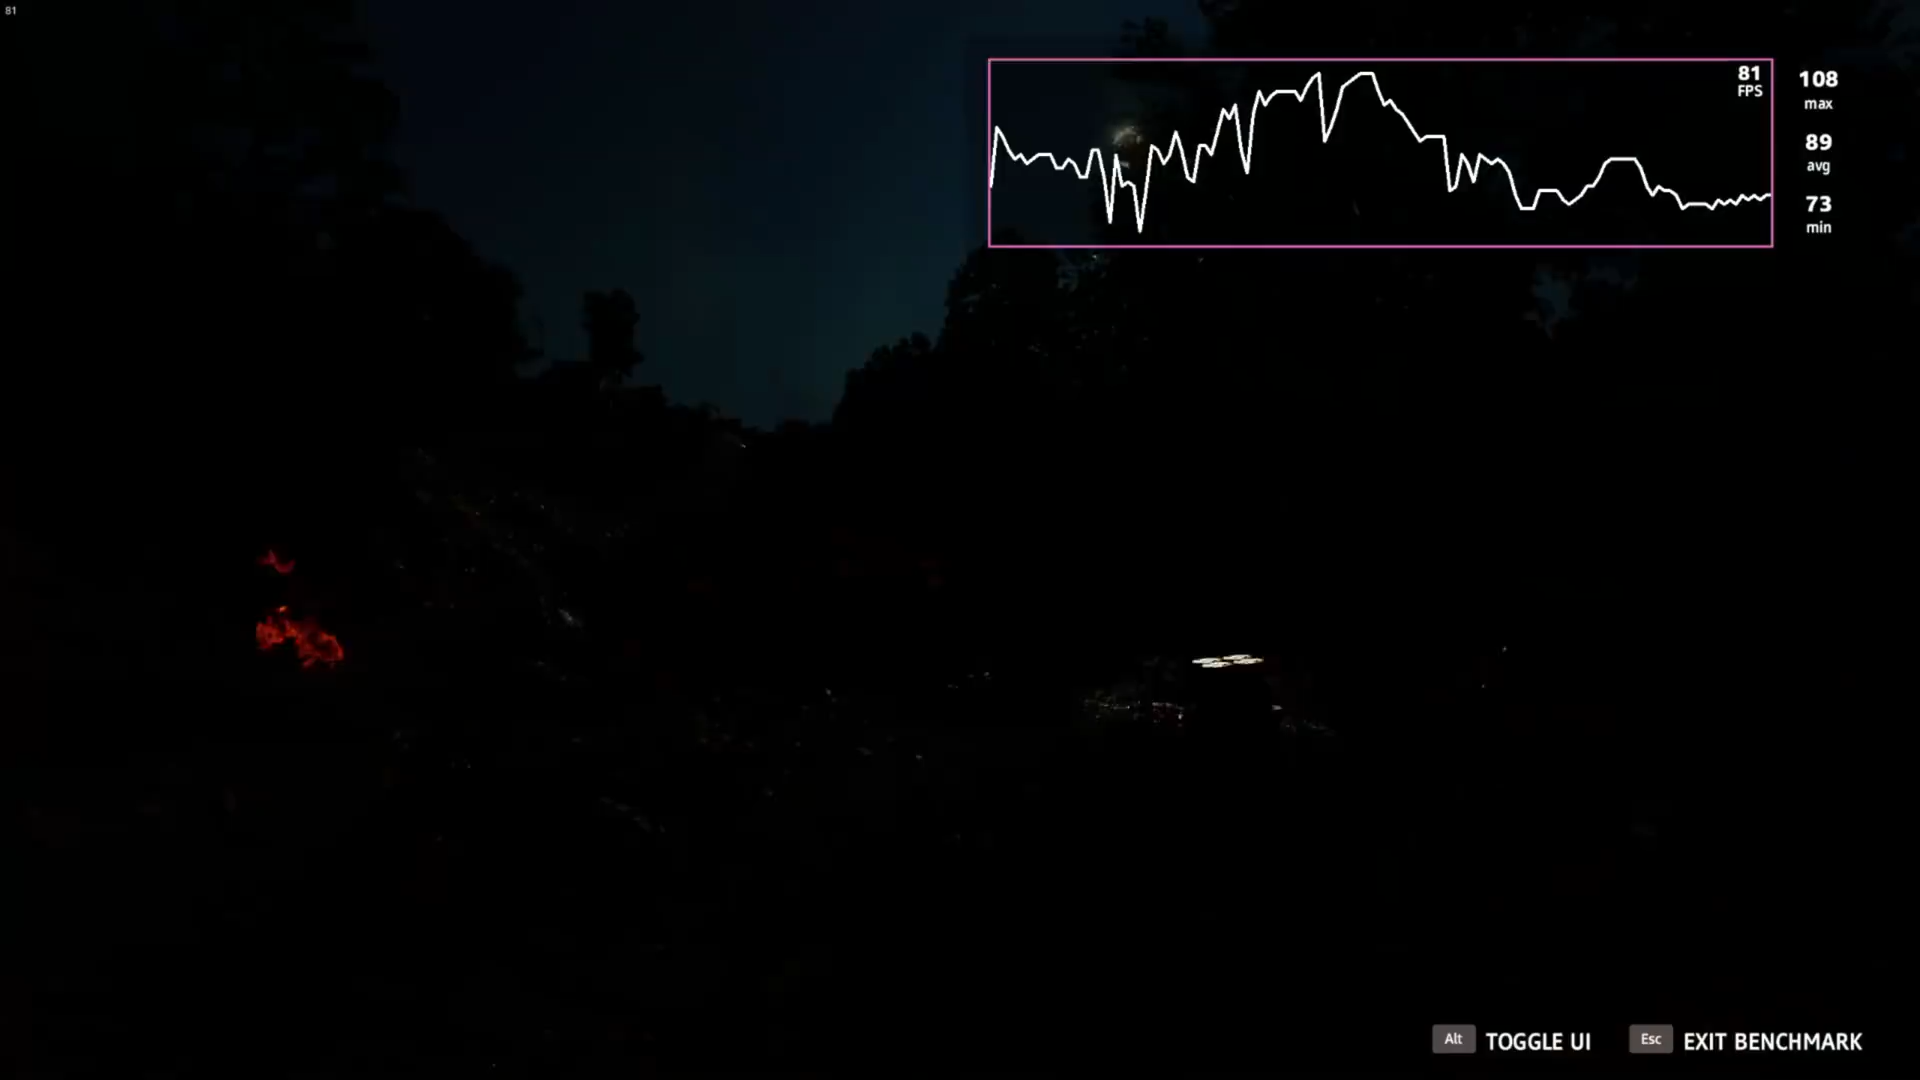 81
81
FPS
108
max
89
avg
73
min
Alt TOGGLE UI Esc EXIT BENCHMARK